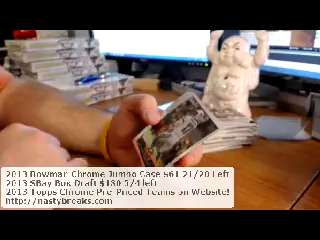 2013 Bowman Chrome Jumbo Case $61 21/20 Left
2013 5Bay Box Draft $180 5/4 left
2013 Topps Chrome Pre-Priced Teams on Website!
http://nastybreaks.com